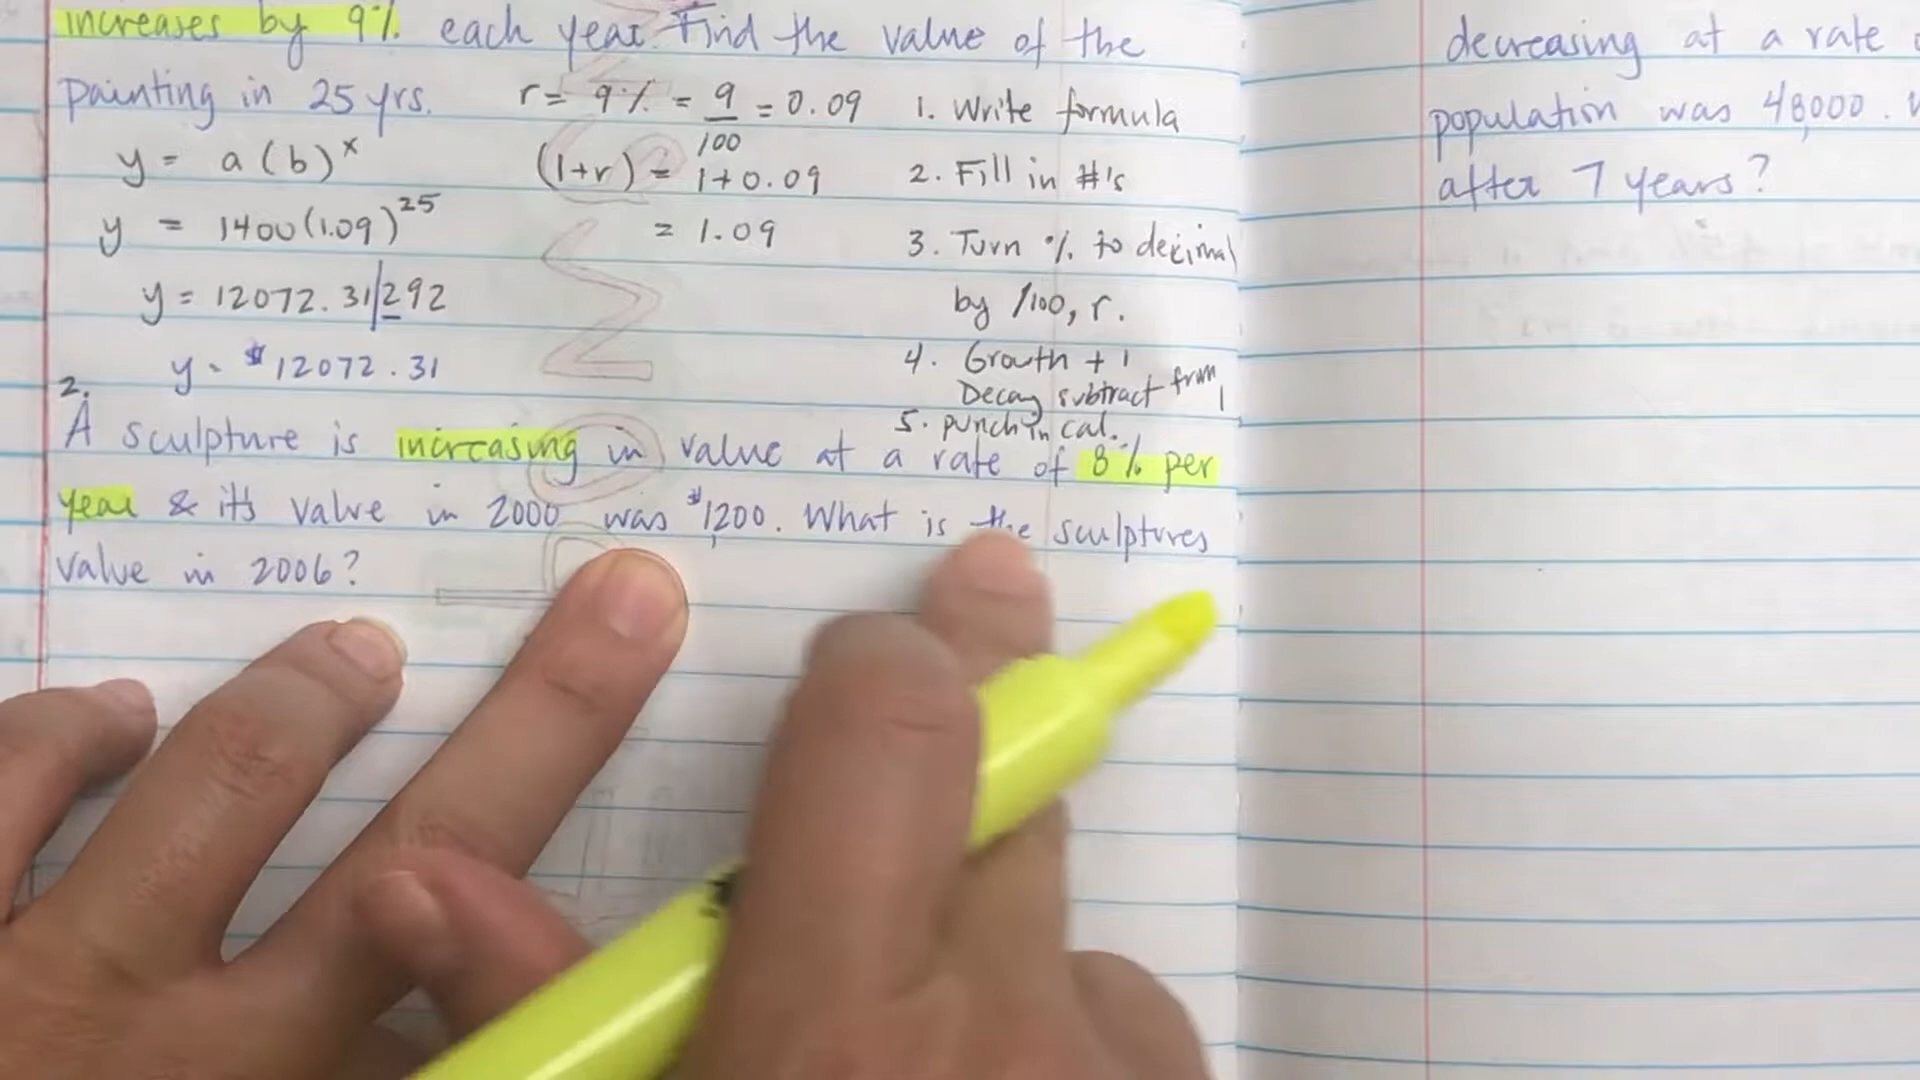 increases by 9% each year. Find the value of the
painting in 25 yrs.
r = 9% = 9/100 = 0.09
y = a(b)^x
(1+r) = 1+0.09
y = 1400(1.09)^25
= 1.09
y = 12072.31|292
y = $12072.31
1. Write formula
2. Fill in #'s
3. Turn % to decimal
by /100, r.
4. Growth + 1
Decay subtract from 1
5. punch in cal.
2.
A sculpture is increasing in value at a rate of 8% per
year & it's value in 2000 was $1200. What is the sculptures
value in 2006?
decreasing at a rate
population was 48,000.
after 7 years?